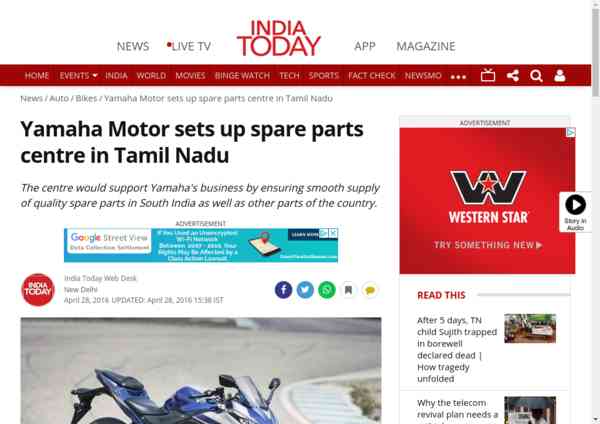 NEWS
LIVE TV
INDIA
TODAY
APP
MAGAZINE
HOME EVENTS INDIA WORLD MOVIES BINGE WATCH TECH SPORTS FACT CHECK NEWSMO
News / Auto / Bikes / Yamaha Motor sets up spare parts centre in Tamil Nadu
Yamaha Motor sets up spare parts
centre in Tamil Nadu
The centre would support Yamaha's business by ensuring smooth supply
of quality spare parts in South India as well as other parts of the country.
ADVERTISEMENT
Google Street View
Data Collection Settlement
If You Used an Unencrypted
Wi-Fi Network
Between 2007 - 2010, Your
Rights May Be Affected by a
Class Action Lawsuit.
LEARN MORE
INDIA
TODAY
India Today Web Desk
New Delhi
April 28, 2016 UPDATED: April 28, 2016 15:38 IST
ADVERTISEMENT
WESTERN STAR
TRY SOMETHING NEW
Story in
Audio
READ THIS
After 5 days, TN
child Sujith trapped
in borewell
declared dead |
How tragedy
unfolded
Why the telecom
revival plan needs a